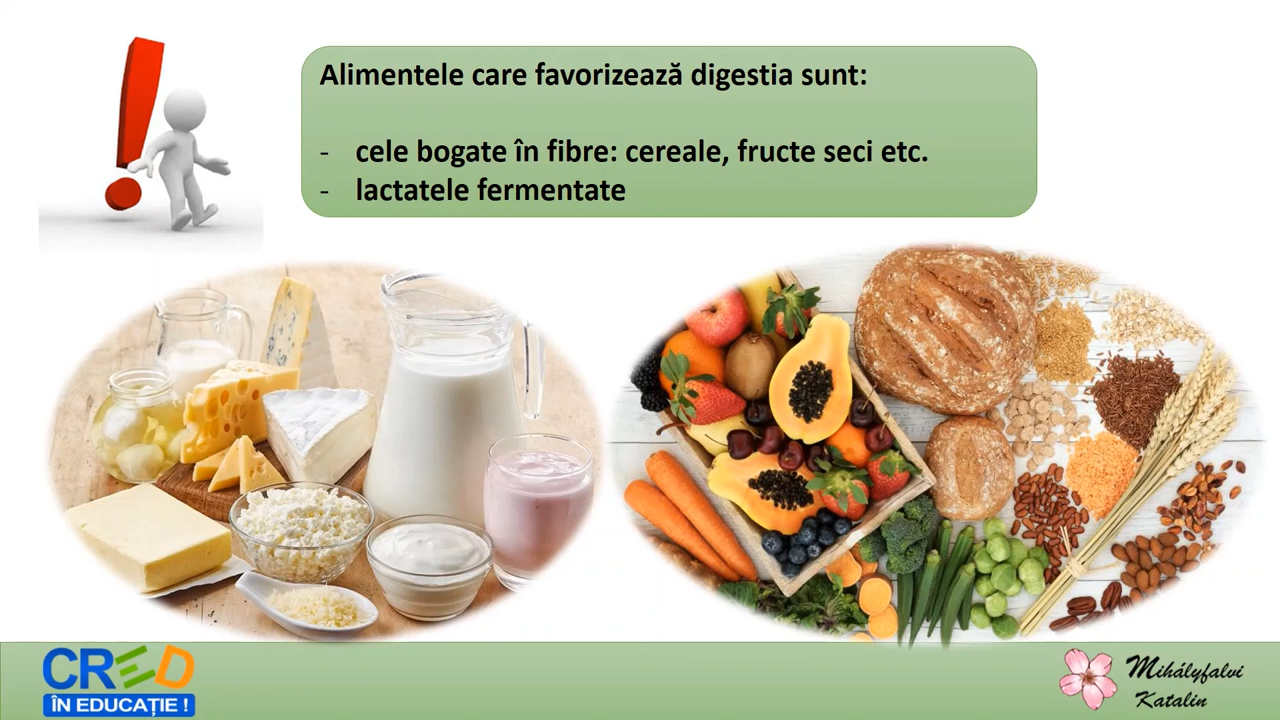 Alimentele care favorizează digestia sunt:
- cele bogate în fibre: cereale, fructe seci etc.
- lactatele fermentate
CRED
ÎN EDUCAȚIE !
Mihályfalvi
Katalin